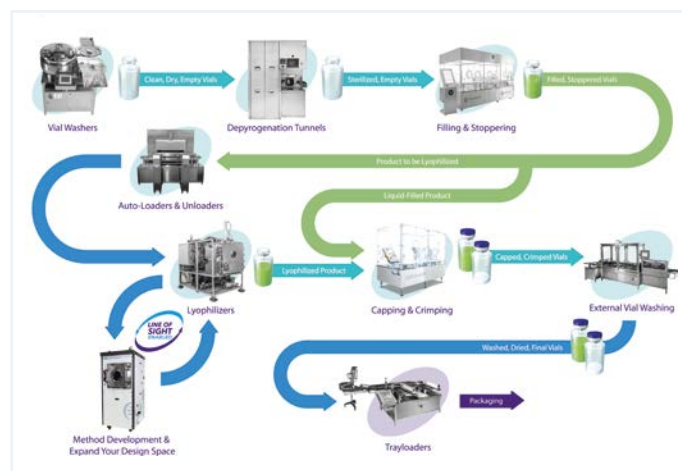 Clean, Dry, Empty Vials
Sterilized, Empty Vials
Filled, Stoppered Vials
Vial Washers
Depyrogenation Tunnels
Filling & Stoppering
Product to be Lyophilized
Auto-Loaders & Unloaders
Liquid-Filled Product
Lyophilized Product
Capped, Crimped Vials
Lyophilizers
Capping & Crimping
External Vial Washing
LINE OF
SIGHT
ENABLED
Washed, Dried, Final Vials
Packaging
Method Development &
Expand Your Design Space
Trayloaders